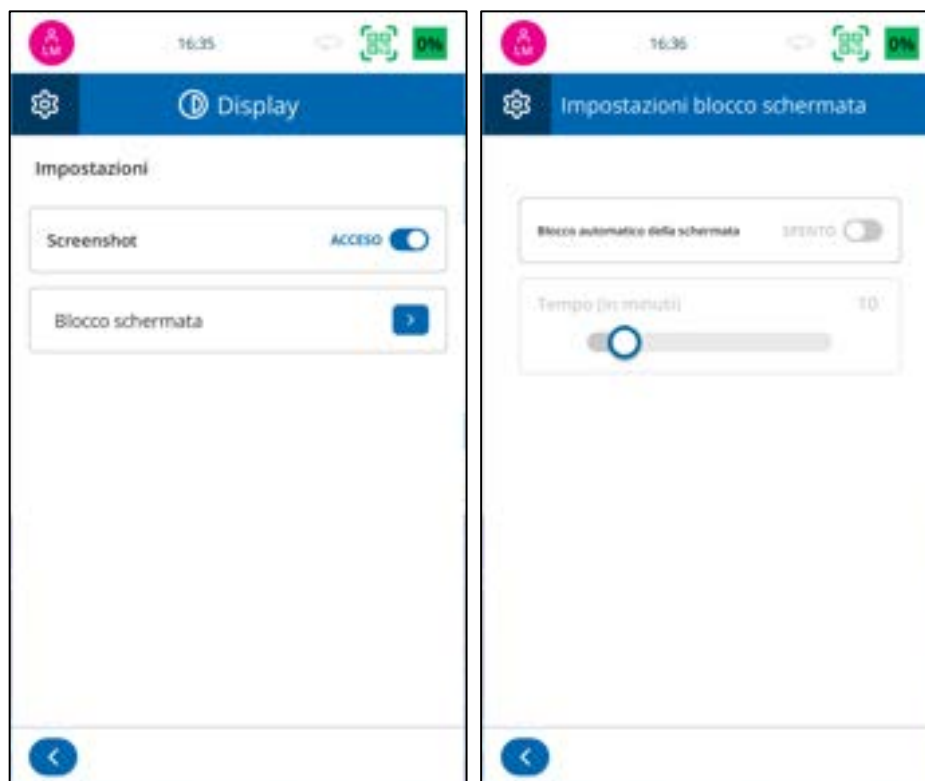 LM
16:35
0%
Display
Impostazioni
Screenshot ACCESO
Blocco schermata
LM
16:36
0%
Impostazioni blocco schermata
Blocco automatico della schermata SPENTO
Tempo (in minuti) 10